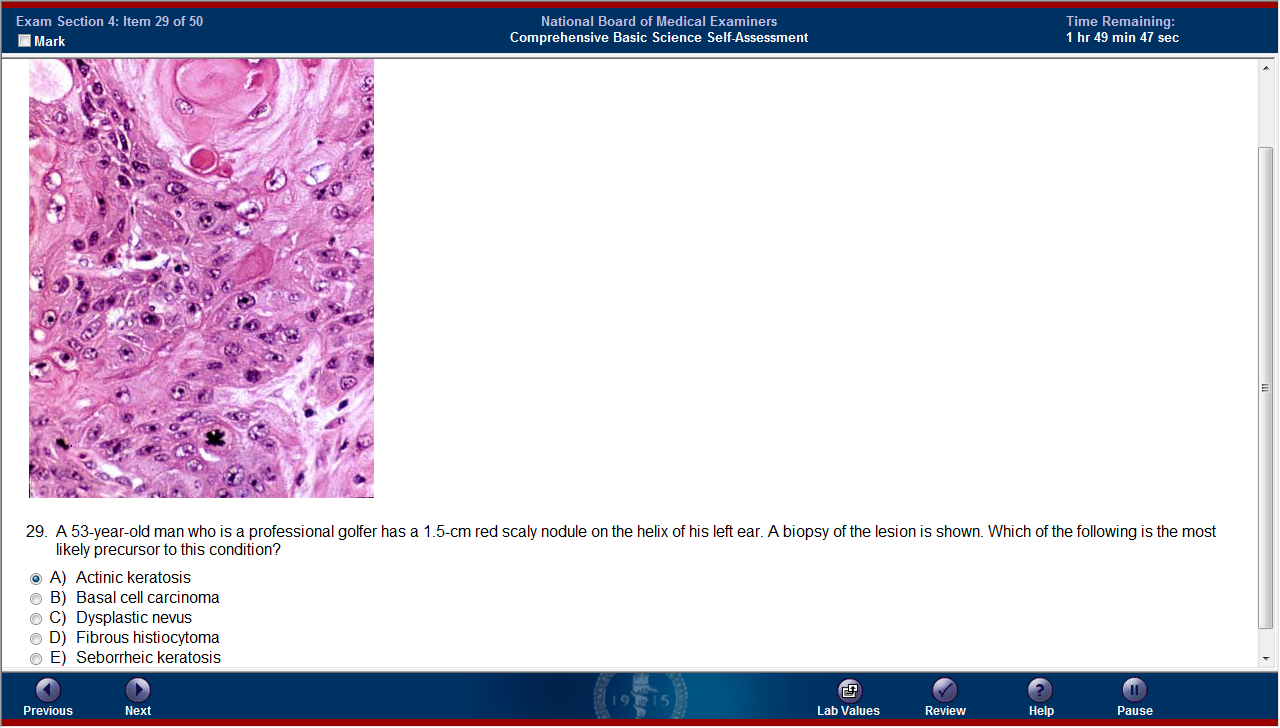 Exam Section 4: Item 29 of 50
National Board of Medical Examiners
Time Remaining:
Mark
Comprehensive Basic Science Self-Assessment
1 hr 49 min 47 sec
29. A 53-year-old man who is a professional golfer has a 1.5-cm red scaly nodule on the helix of his left ear. A biopsy of the lesion is shown. Which of the following is the most
likely precursor to this condition?
A) Actinic keratosis
B) Basal cell carcinoma
C) Dysplastic nevus
D) Fibrous histiocytoma
E) Seborrheic keratosis
1915
Previous
Next
Lab Values
Review
Help
Pause